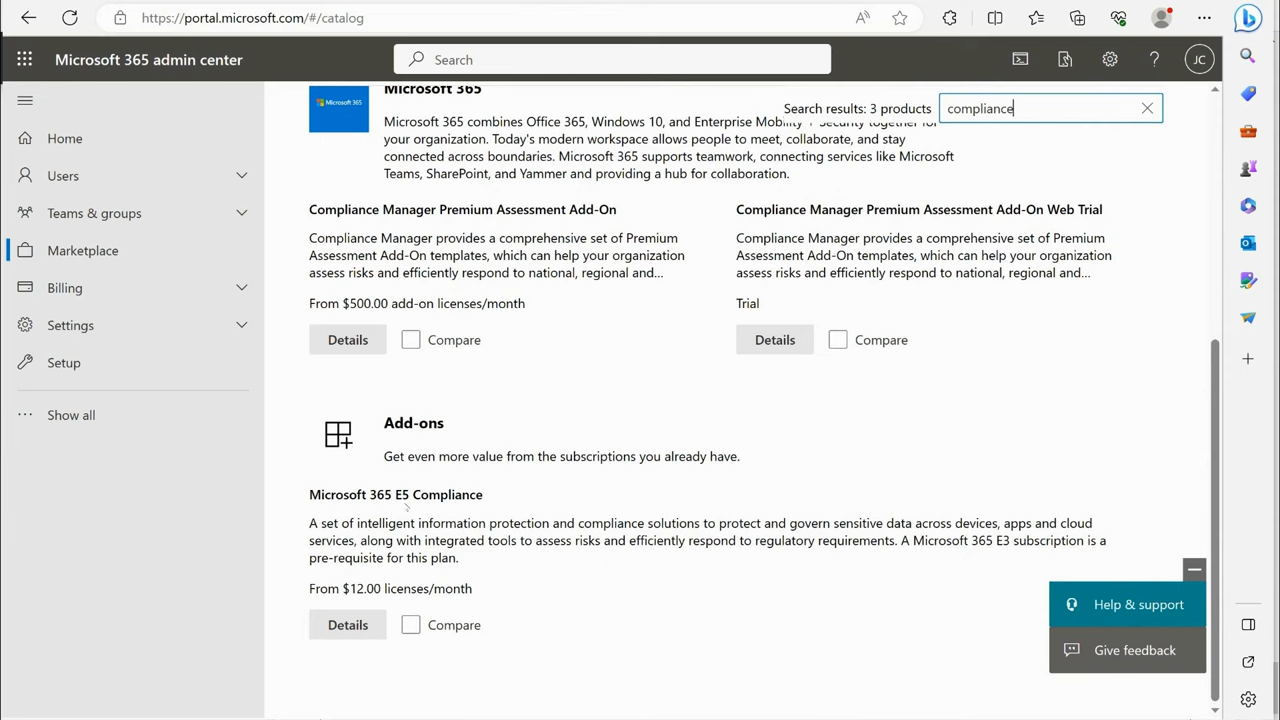 https://portal.microsoft.com/#/catalog
Microsoft 365 admin center
Search
JC
Home
Users
Teams & groups
Marketplace
Billing
Settings
Setup
Show all
Microsoft 365
Microsoft 365
Search results: 3 products
compliance
Microsoft 365 combines Office 365, Windows 10, and Enterprise Mobility + Security together for
your organization. Today's modern workspace allows people to meet, collaborate, and stay
connected across boundaries. Microsoft 365 supports teamwork, connecting services like Microsoft
Teams, SharePoint, and Yammer and providing a hub for collaboration.
Compliance Manager Premium Assessment Add-On
Compliance Manager provides a comprehensive set of Premium
Assessment Add-On templates, which can help your organization
assess risks and efficiently respond to national, regional and...
From $500.00 add-on licenses/month
Details
Compare
Compliance Manager Premium Assessment Add-On Web Trial
Compliance Manager provides a comprehensive set of Premium
Assessment Add-On templates, which can help your organization
assess risks and efficiently respond to national, regional and...
Trial
Details
Compare
Add-ons
Get even more value from the subscriptions you already have.
Microsoft 365 E5 Compliance
A set of intelligent information protection and compliance solutions to protect and govern sensitive data across devices, apps and cloud
services, along with integrated tools to assess risks and efficiently respond to regulatory requirements. A Microsoft 365 E3 subscription is a
pre-requisite for this plan.
From $12.00 licenses/month
Details
Compare
Help & support
Give feedback